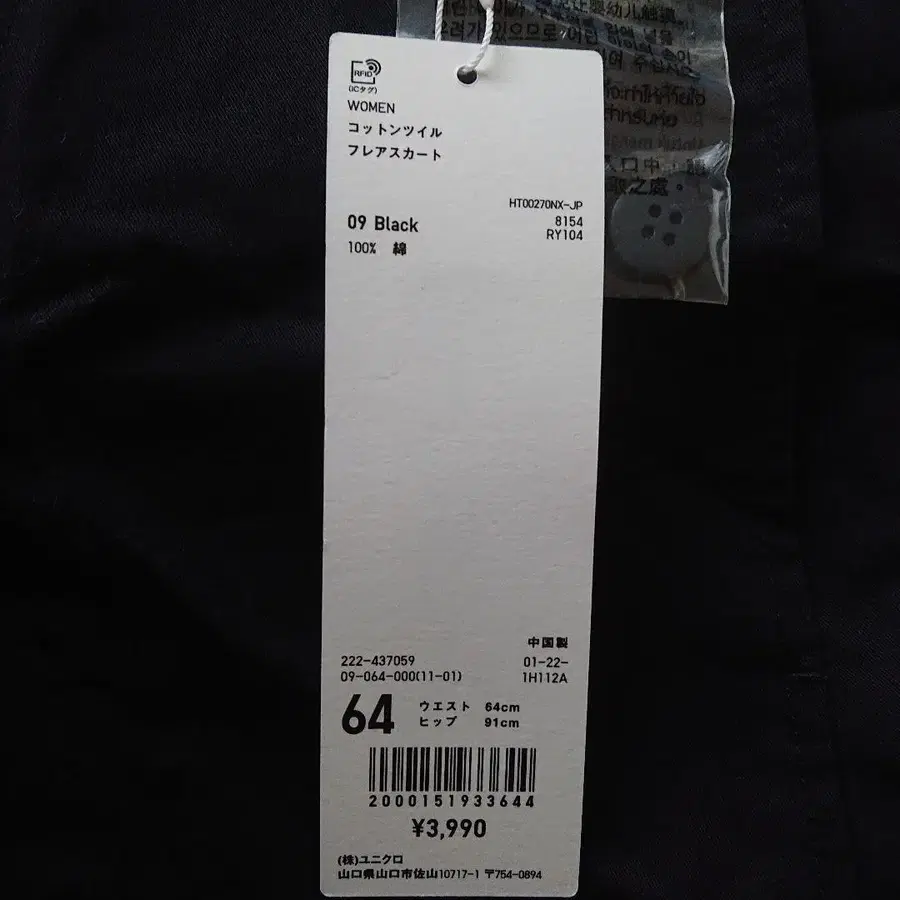 RFID
(ICタグ)
WOMEN
コットンツイル
フレアスカート
HT00270NX-JP
8154
RY104
09 Black
100% 綿
中国製
222-437059
01-22-
09-064-000(11-01)
1H112A
64
ウエスト 64cm
ヒップ 91cm
2000151933644
¥3,990
(株)ユニクロ
山口県山口市佐山10717-1 〒754-0894